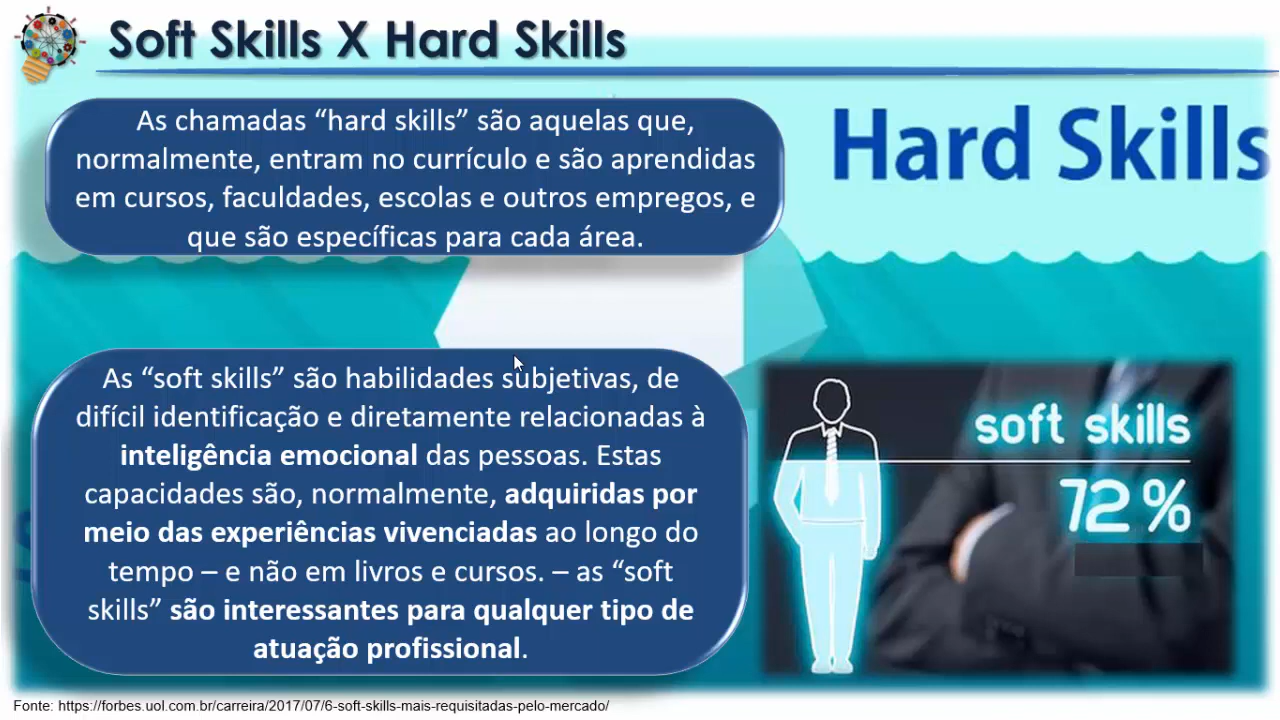 Soft Skills X Hard Skills
As chamadas “hard skills” são aquelas que,
normalmente, entram no currículo e são aprendidas
em cursos, faculdades, escolas e outros empregos, e
que são específicas para cada área.
Hard Skills
As “soft skills” são habilidades subjetivas, de
difícil identificação e diretamente relacionadas à
inteligência emocional das pessoas. Estas
capacidades são, normalmente, adquiridas por
meio das experiências vivenciadas ao longo do
tempo – e não em livros e cursos. – as “soft
skills” são interessantes para qualquer tipo de
atuação profissional.
soft skills
72%
Fonte: https://forbes.uol.com.br/carreira/2017/07/6-soft-skills-mais-requisitadas-pelo-mercado/